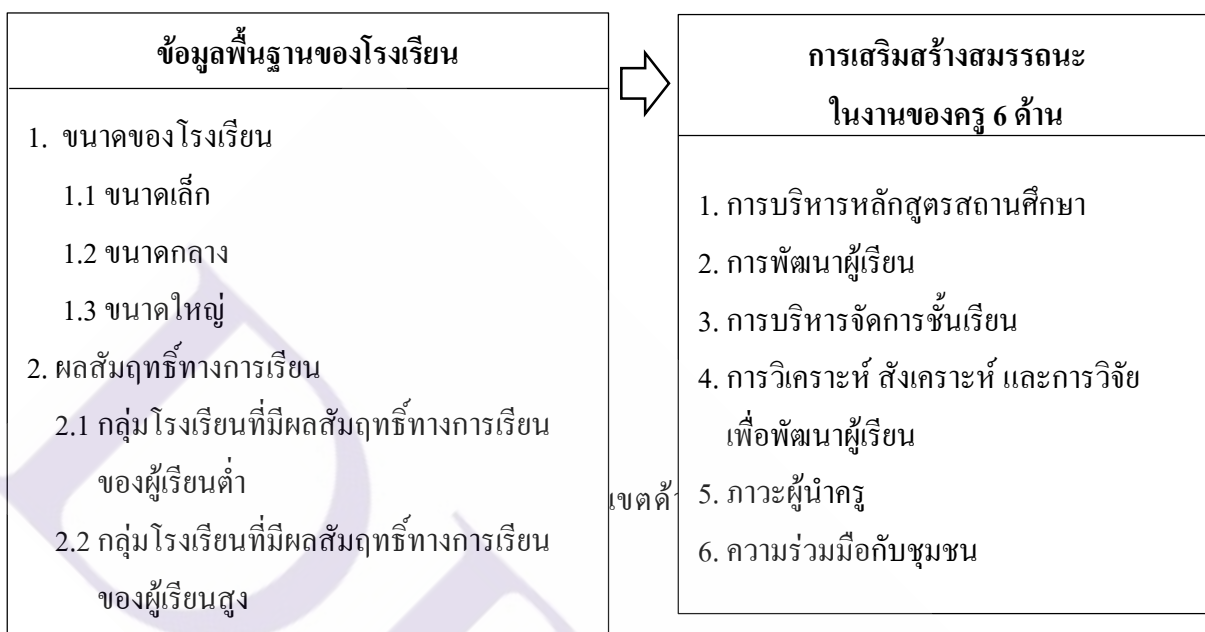 ข้อมูลพื้นฐานของโรงเรียน
1. ขนาดของโรงเรียน
1.1 ขนาดเล็ก
1.2 ขนาดกลาง
1.3 ขนาดใหญ่
2. ผลสัมฤทธิ์ทางการเรียน
2.1 กลุ่มโรงเรียนที่มีผลสัมฤทธิ์ทางการเรียน
ของผู้เรียนต่ำ
2.2 กลุ่มโรงเรียนที่มีผลสัมฤทธิ์ทางการเรียน
ของผู้เรียนสูง
การเสริมสร้างสมรรถนะ
ในงานของครู 6 ด้าน
1. การบริหารหลักสูตรสถานศึกษา
2. การพัฒนาผู้เรียน
3. การบริหารจัดการชั้นเรียน
4. การวิเคราะห์ สังเคราะห์ และการวิจัย
เพื่อพัฒนาผู้เรียน
5. ภาวะผู้นำครู
6. ความร่วมมือกับชุมชน